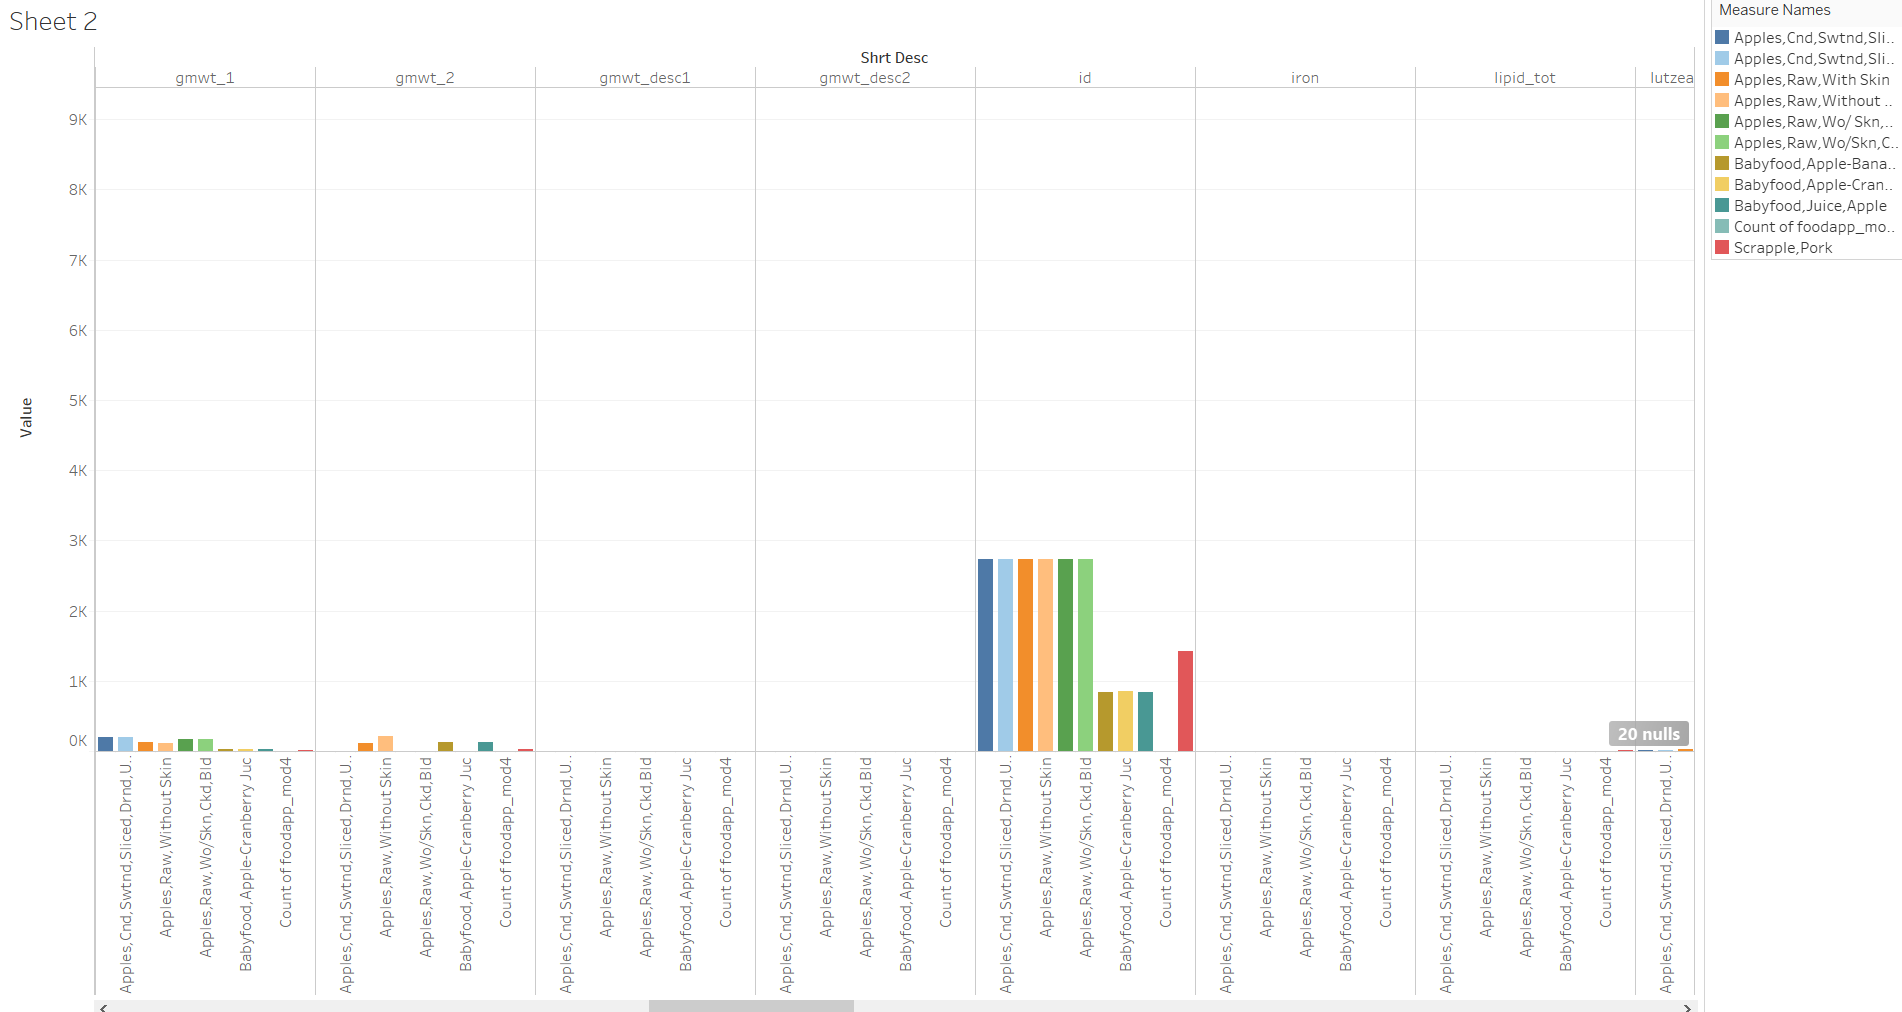 Sheet 2
Shrt Desc
gmwt_1 gmwt_2 gmwt_desc1 gmwt_desc2 id iron lipid_tot lutzea
Value
9K
8K
7K
6K
5K
4K
3K
2K
1K
0K
20 nulls
Apples,Cnd,Swtnd,Sliced,Drnd,U..
Apples,Raw,Without Skin
Apples,Raw,Wo/Skn,Ckd,Bld
Babyfood,Apple-Cranberry Juc
Count of foodapp_mod4
Apples,Cnd,Swtnd,Sliced,Drnd,U..
Apples,Raw,Without Skin
Apples,Raw,Wo/Skn,Ckd,Bld
Babyfood,Apple-Cranberry Juc
Count of foodapp_mod4
Apples,Cnd,Swtnd,Sliced,Drnd,U..
Apples,Raw,Without Skin
Apples,Raw,Wo/Skn,Ckd,Bld
Babyfood,Apple-Cranberry Juc
Count of foodapp_mod4
Apples,Cnd,Swtnd,Sliced,Drnd,U..
Apples,Raw,Without Skin
Apples,Raw,Wo/Skn,Ckd,Bld
Babyfood,Apple-Cranberry Juc
Count of foodapp_mod4
Apples,Cnd,Swtnd,Sliced,Drnd,U..
Apples,Raw,Without Skin
Apples,Raw,Wo/Skn,Ckd,Bld
Babyfood,Apple-Cranberry Juc
Count of foodapp_mod4
Apples,Cnd,Swtnd,Sliced,Drnd,U..
Apples,Raw,Without Skin
Apples,Raw,Wo/Skn,Ckd,Bld
Babyfood,Apple-Cranberry Juc
Count of foodapp_mod4
Apples,Cnd,Swtnd,Sliced,Drnd,U..
Apples,Raw,Without Skin
Apples,Raw,Wo/Skn,Ckd,Bld
Babyfood,Apple-Cranberry Juc
Count of foodapp_mod4
Apples,Cnd,Swtnd,Sliced,Drnd,U..
Measure Names
Apples,Cnd,Swtnd,Sli..
Apples,Cnd,Swtnd,Sli..
Apples,Raw,With Skin
Apples,Raw,Without ..
Apples,Raw,Wo/ Skn,..
Apples,Raw,Wo/Skn,C..
Babyfood,Apple-Bana..
Babyfood,Apple-Cran..
Babyfood,Juice,Apple
Count of foodapp_mo..
Scrapple,Pork